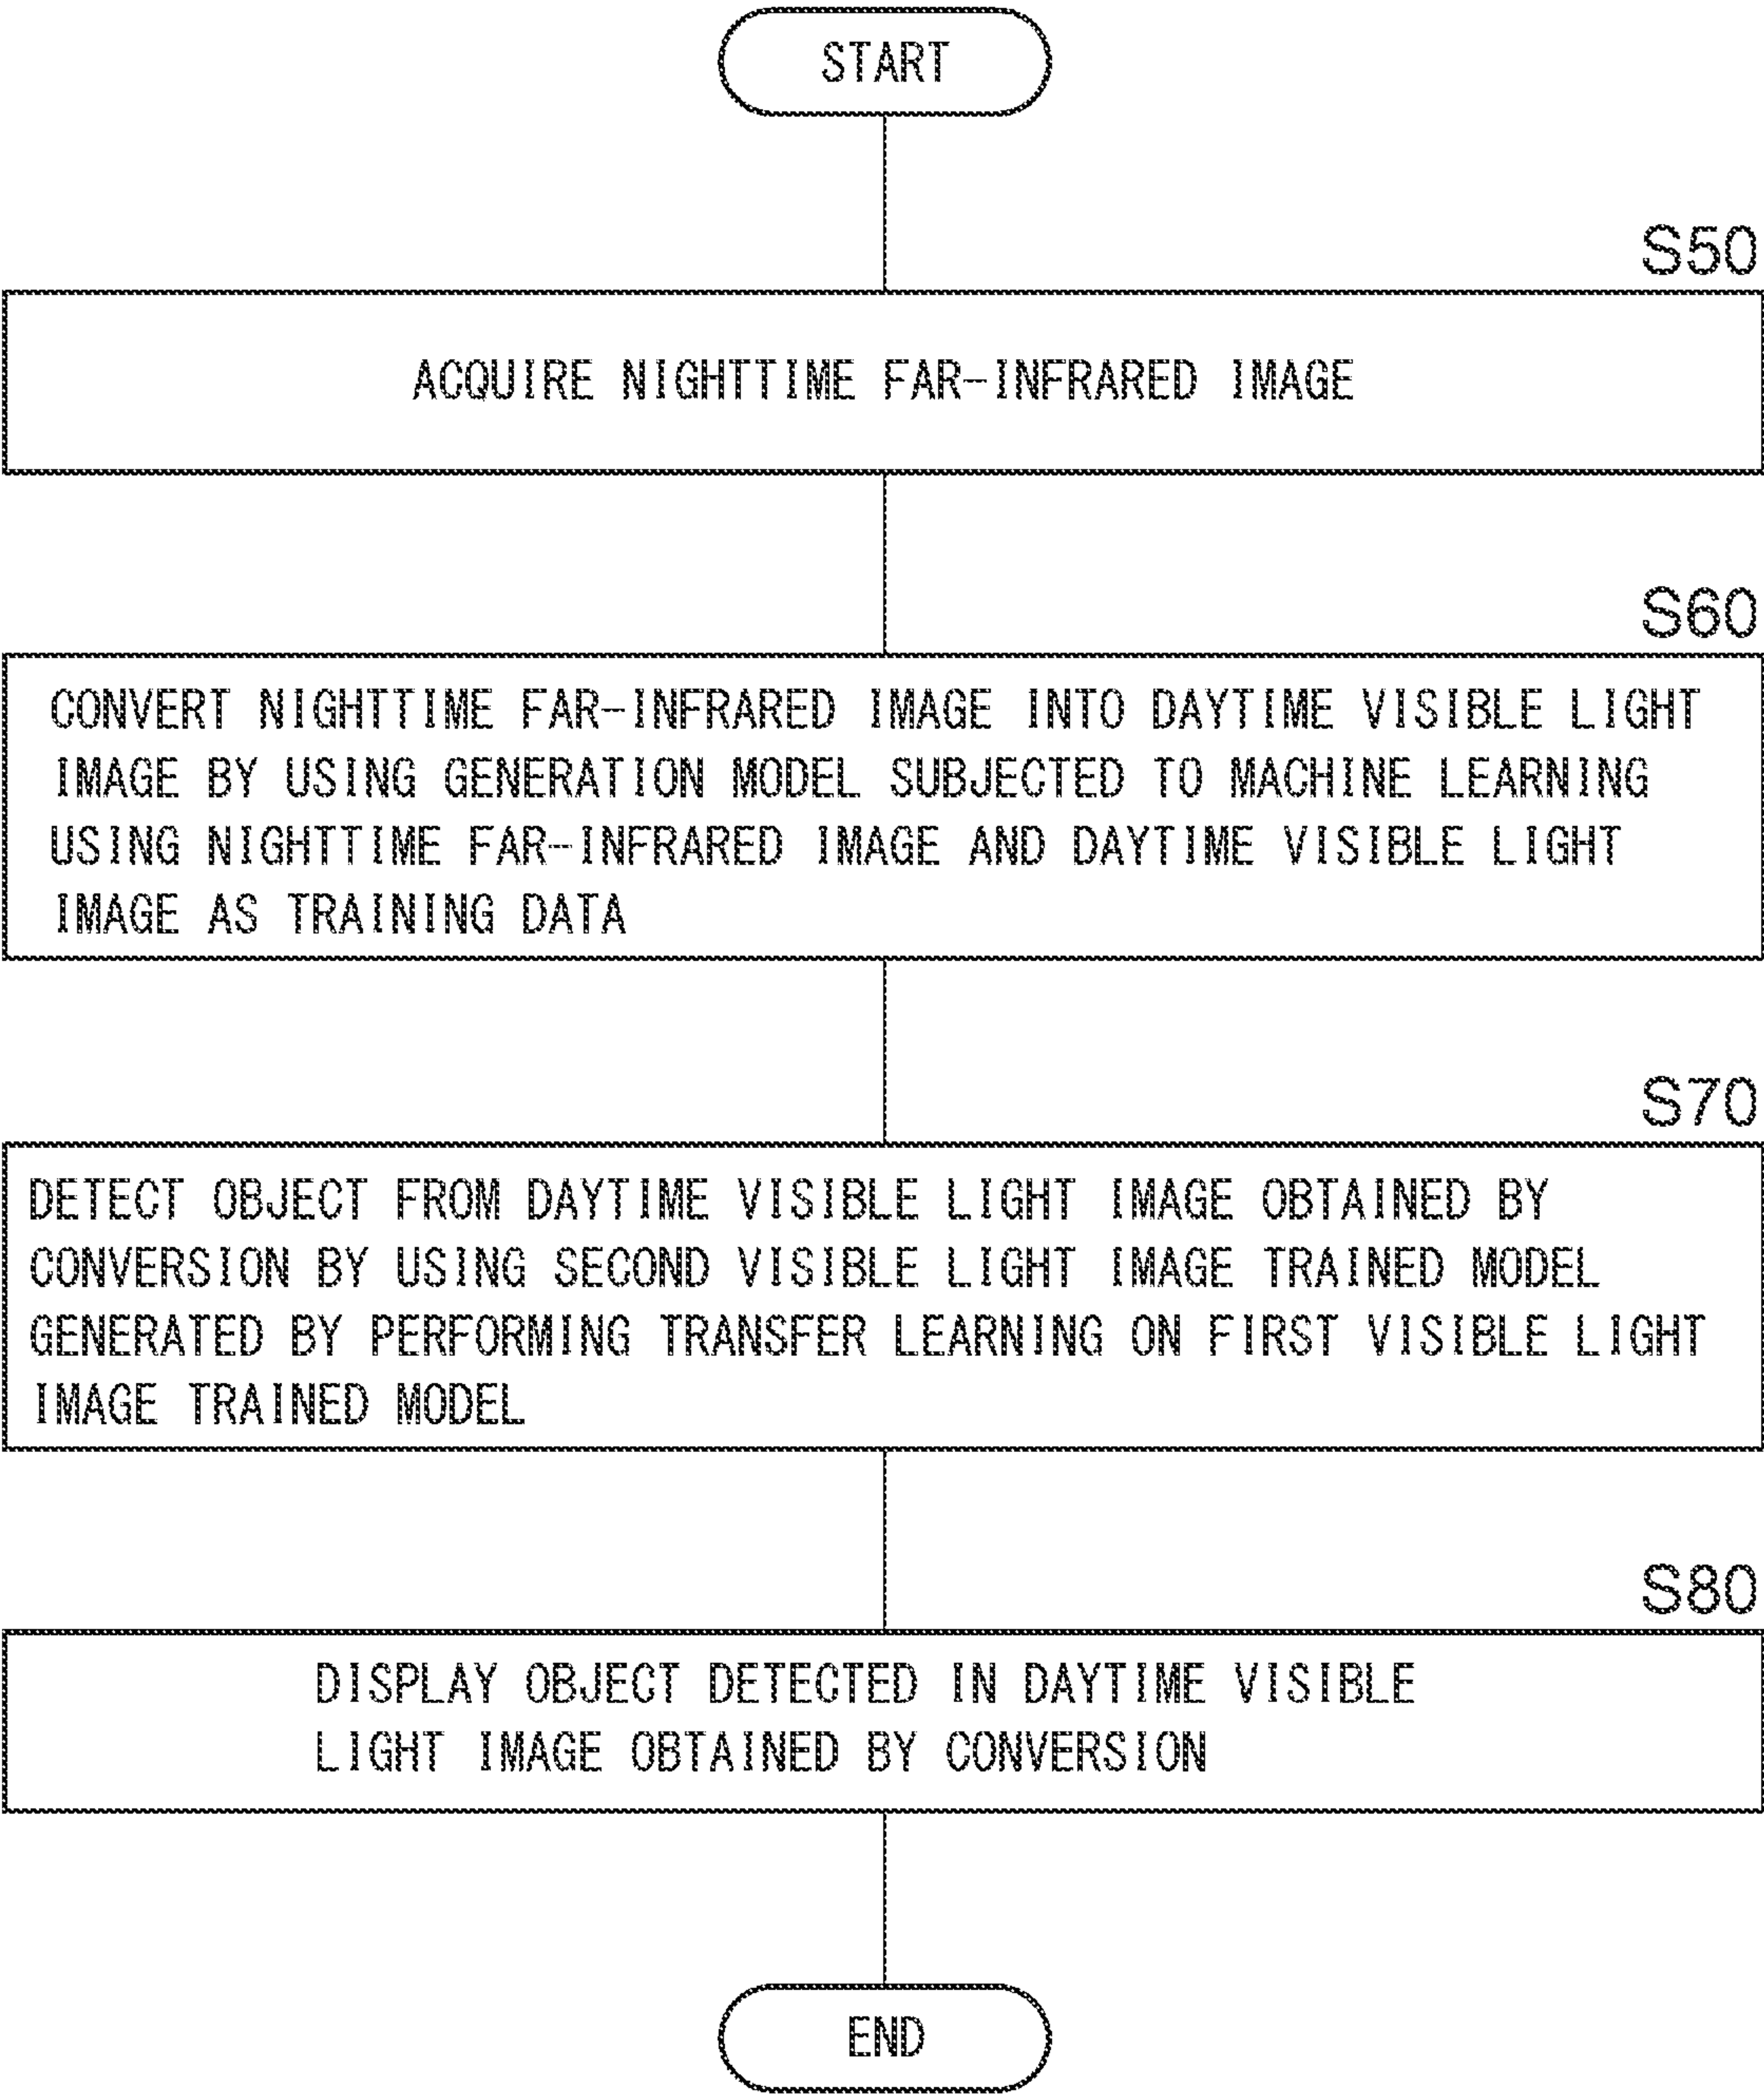 START
S50
ACQUIRE NIGHTTIME FAR-INFRARED IMAGE
S60
CONVERT NIGHTTIME FAR-INFRARED IMAGE INTO DAYTIME VISIBLE LIGHT
IMAGE BY USING GENERATION MODEL SUBJECTED TO MACHINE LEARNING
USING NIGHTTIME FAR-INFRARED IMAGE AND DAYTIME VISIBLE LIGHT
IMAGE AS TRAINING DATA
S70
DETECT OBJECT FROM DAYTIME VISIBLE LIGHT IMAGE OBTAINED BY
CONVERSION BY USING SECOND VISIBLE LIGHT IMAGE TRAINED MODEL
GENERATED BY PERFORMING TRANSFER LEARNING ON FIRST VISIBLE LIGHT
IMAGE TRAINED MODEL
S80
DISPLAY OBJECT DETECTED IN DAYTIME VISIBLE
LIGHT IMAGE OBTAINED BY CONVERSION
END